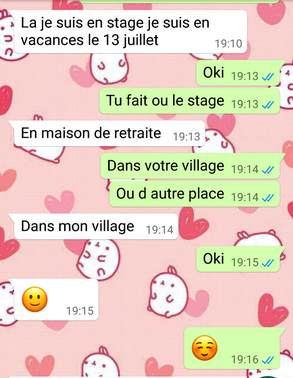 La je suis en stage je suis en
vacances le 13 juillet
19:10
Oki 19:13
Tu fait ou le stage 19:13
En maison de retraite 19:13
Dans votre village 19:14
Ou d autre place 19:14
Dans mon village 19:14
Oki 19:15
🙂
19:15
☺️
19:16